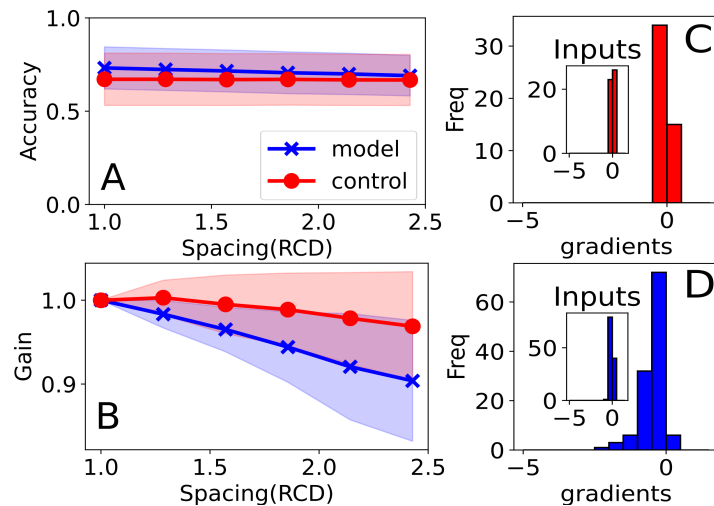 1.0
0.5
0.0
Accuracy
A
model
control
1.0
1.5
2.0
2.5
Spacing(RCD)
30
20
10
0
Freq
C
Inputs
20
0
−5
0
−5
0
gradients
1.0
0.9
Gain
B
1.0
1.5
2.0
2.5
Spacing(RCD)
60
40
20
0
Freq
D
Inputs
50
0
−5
0
−5
0
gradients